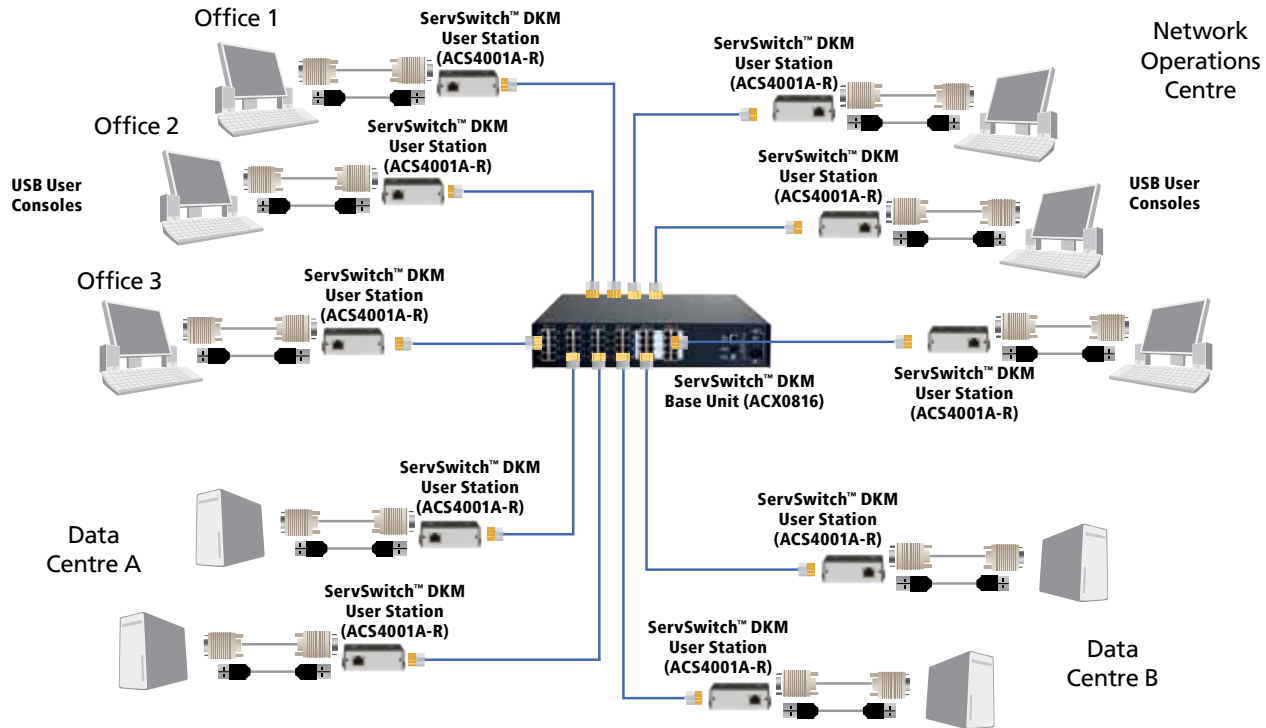 Office 1
ServSwitch™ DKM
User Station
(ACS4001A-R)
ServSwitch™ DKM
User Station
(ACS4001A-R)
Network
Operations
Centre
Office 2
ServSwitch™ DKM
User Station
(ACS4001A-R)
ServSwitch™ DKM
User Station
(ACS4001A-R)
USB User
Consoles
USB User
Consoles
Office 3
ServSwitch™ DKM
User Station
(ACS4001A-R)
ServSwitch™ DKM
Base Unit (ACX0816)
ServSwitch™ DKM
User Station
(ACS4001A-R)
Data
Centre A
ServSwitch™ DKM
User Station
(ACS4001A-R)
ServSwitch™ DKM
User Station
(ACS4001A-R)
ServSwitch™ DKM
User Station
(ACS4001A-R)
ServSwitch™ DKM
User Station
(ACS4001A-R)
Data
Centre B